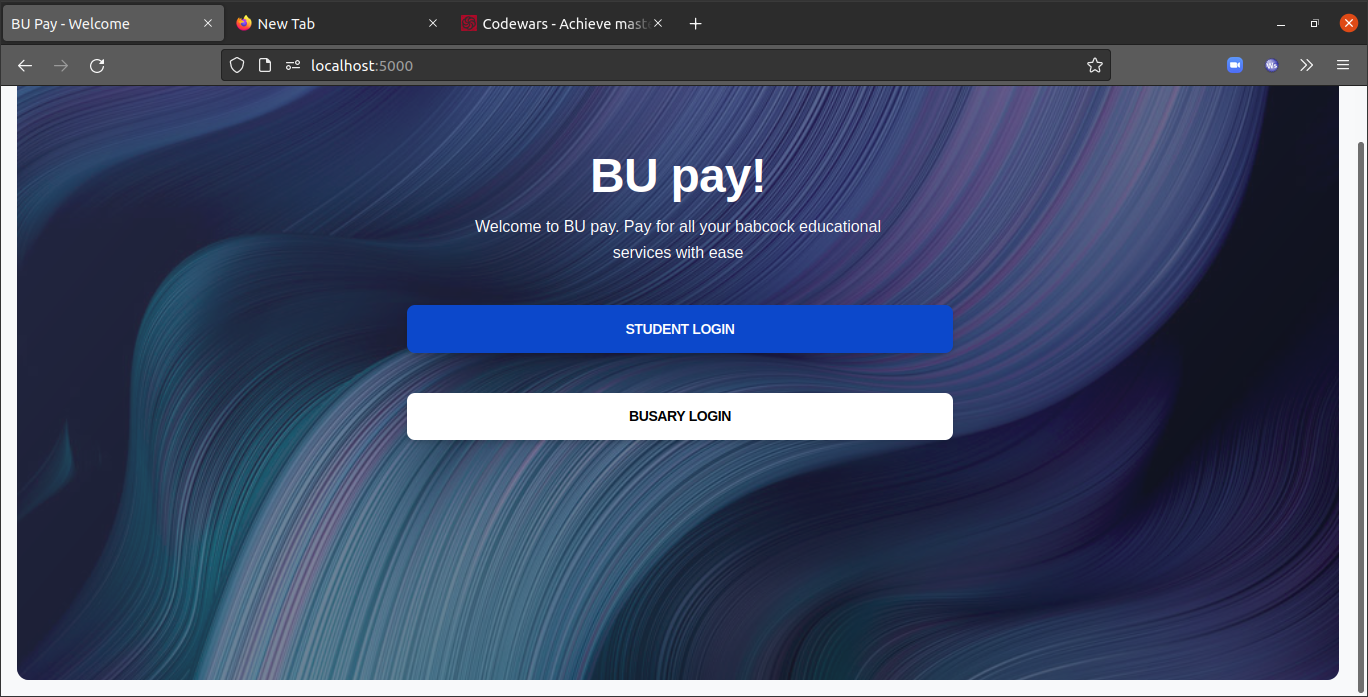 BU Pay - Welcome
New Tab
Codewars - Achieve mast
localhost:5000
BU pay!
Welcome to BU pay. Pay for all your babcock educational
services with ease
STUDENT LOGIN
BUSARY LOGIN